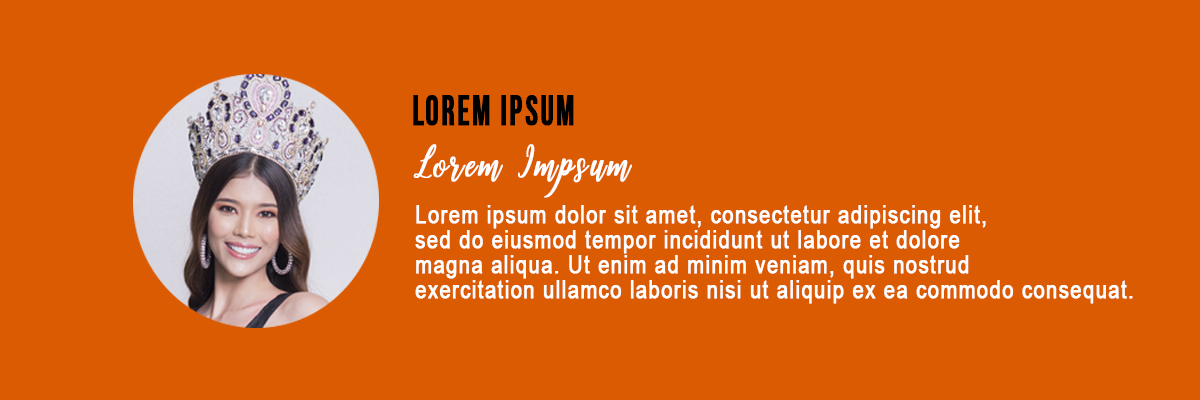 LOREM IPSUM
Lorem Impsum
Lorem ipsum dolor sit amet, consectetur adipiscing elit,
sed do eiusmod tempor incididunt ut labore et dolore
magna aliqua. Ut enim ad minim veniam, quis nostrud
exercitation ullamco laboris nisi ut aliquip ex ea commodo consequat.